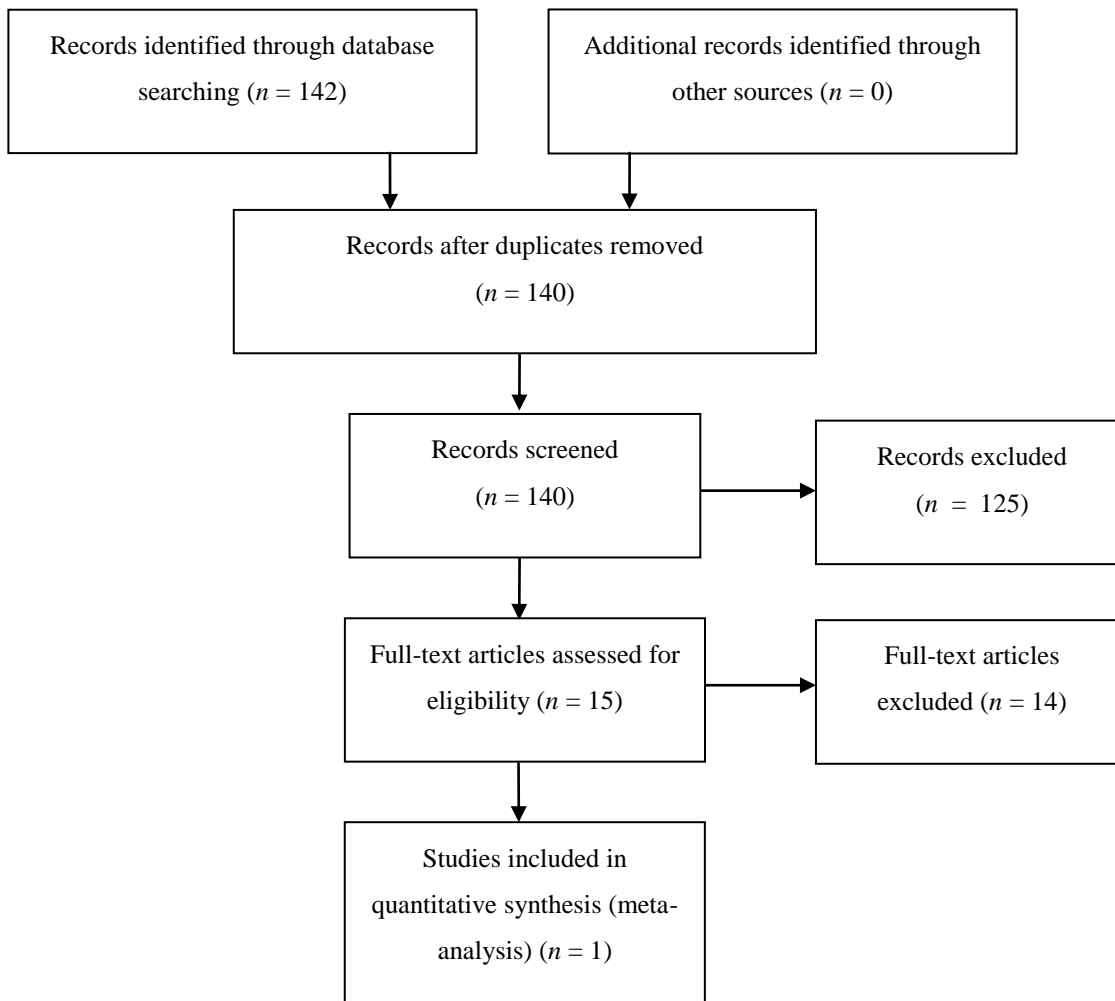 Records identified through database
searching (n = 142)
Additional records identified through
other sources (n = 0)
Records after duplicates removed
(n = 140)
Records screened
(n = 140)
Records excluded
(n = 125)
Full-text articles assessed for
eligibility (n = 15)
Full-text articles
excluded (n = 14)
Studies included in
quantitative synthesis (meta-
analysis) (n = 1)